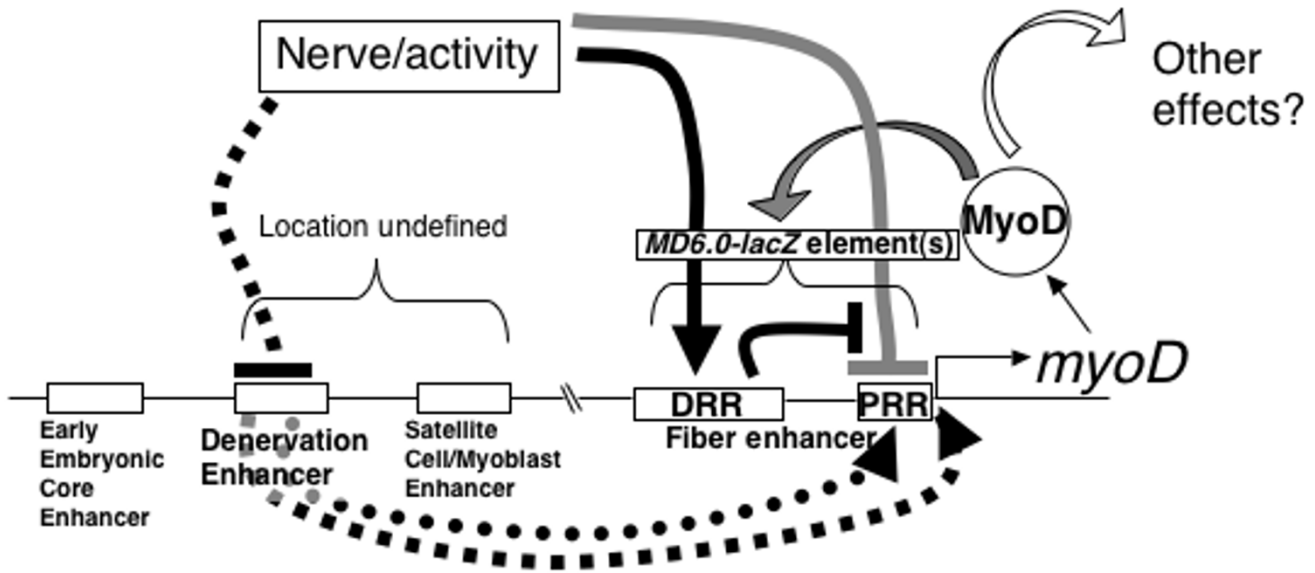 Nerve/activity
Other
effects?
Location undefined
MD6.0-lacZ element(s)
MyoD
myoD
DRR
PRR
Fiber enhancer
Early
Embryonic
Core
Enhancer
Denervation
Enhancer
Satellite
Cell/Myoblast
Enhancer